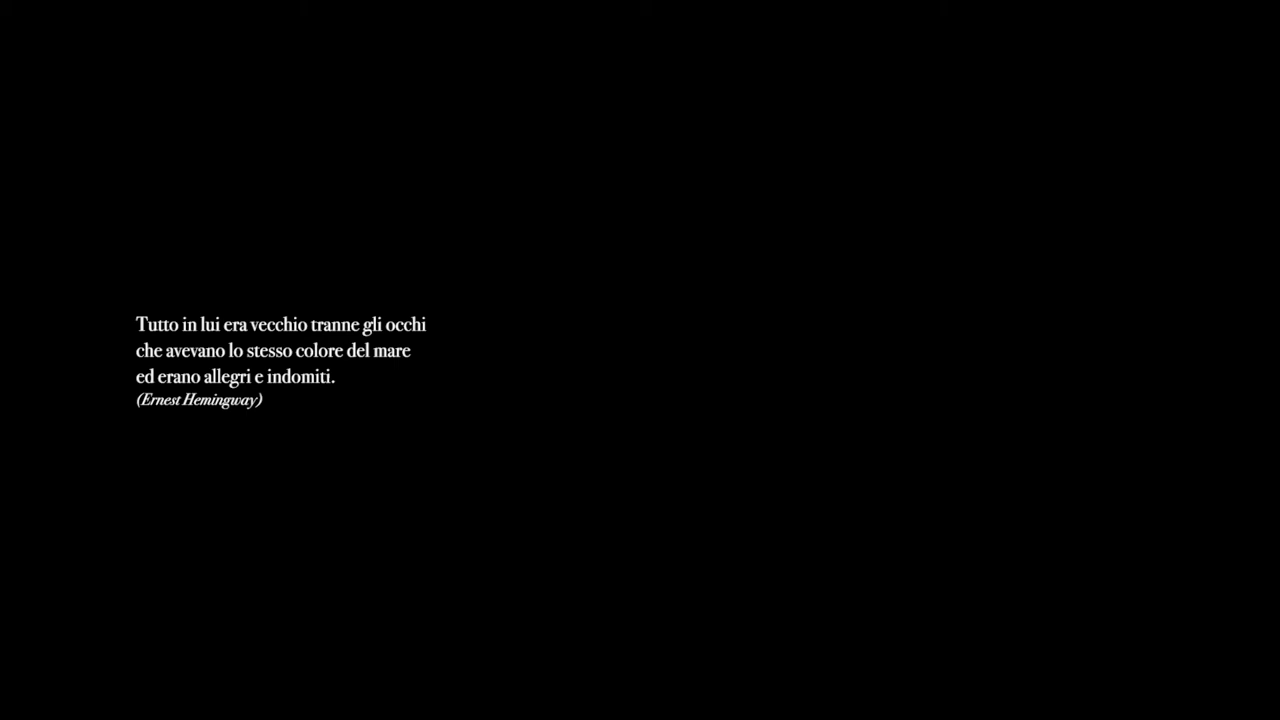 Tutto in lui era vecchio tranne gli occhi
che avevano lo stesso colore del mare
ed erano allegri e indomiti.
(Ernest Hemingway)